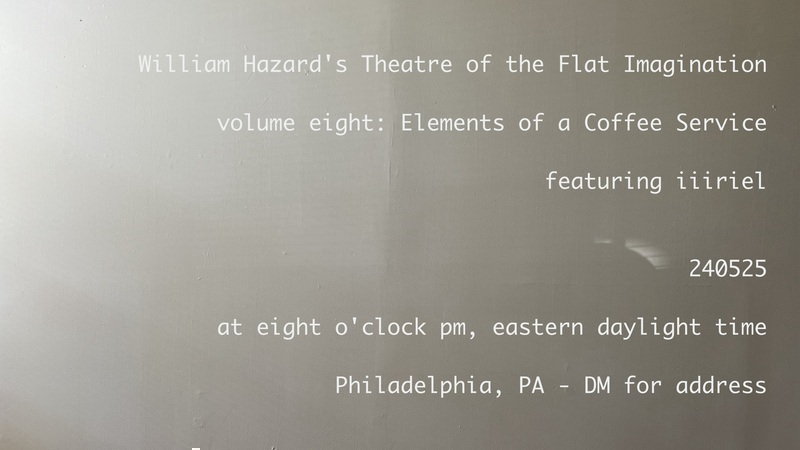 William Hazard's Theatre of the Flat Imagination
volume eight: Elements of a Coffee Service
featuring iiiriel
240525
at eight o'clock pm, eastern daylight time
Philadelphia, PA - DM for address